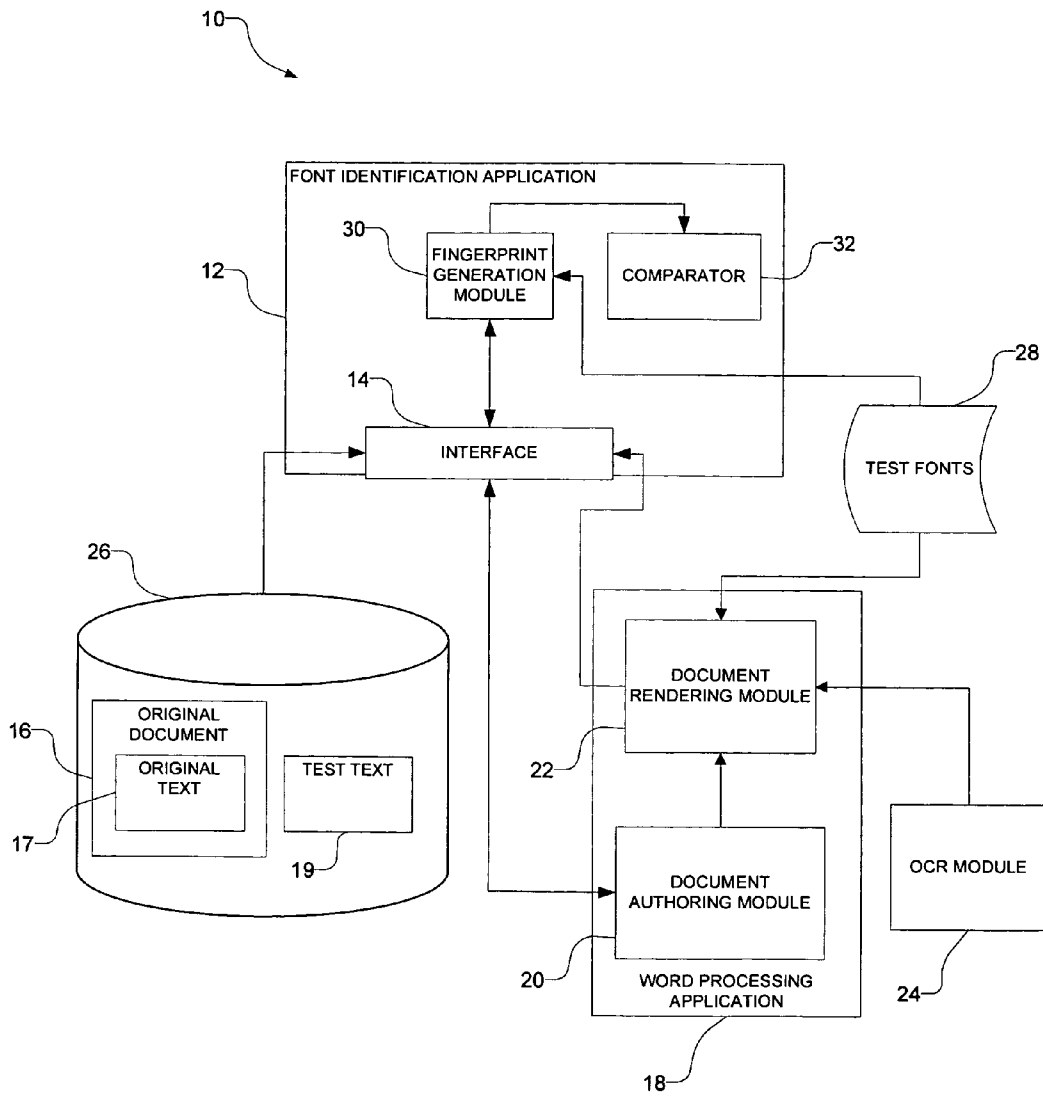 10
FONT IDENTIFICATION APPLICATION
30
FINGERPRINT
GENERATION
MODULE
COMPARATOR
32
12
28
14
INTERFACE
TEST FONTS
26
DOCUMENT
RENDERING MODULE
ORIGINAL
DOCUMENT
16
ORIGINAL
TEXT
TEST TEXT
22
17
19
DOCUMENT
AUTHORING MODULE
OCR MODULE
20
WORD PROCESSING
APPLICATION
24
18